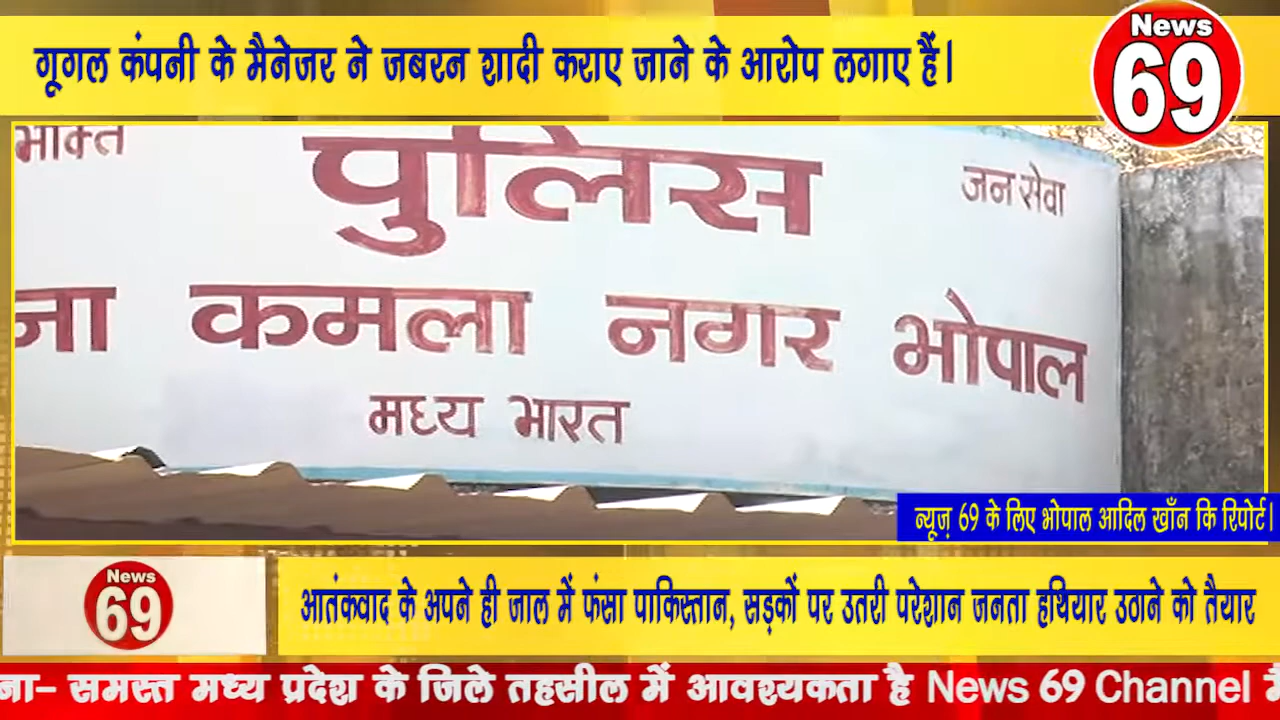 गूगल कंपनी के मैनेजर ने जबरन शादी कराए जाने के आरोप लगाए हैं।
News
69
भक्ति
पुलिस
जन सेवा
ना कमला नगर भोपाल
मध्य भारत
न्यूज़ 69 के लिए भोपाल आदिल खाँन कि रिपोर्ट।
News
69
आतंकवाद के अपने ही जाल में फंसा पाकिस्तान, सड़कों पर उतरी परेशान जनता हथियार उठाने को तैयार
ना– समस्त मध्य प्रदेश के जिले तहसील में आवश्यकता है News 69 Channel